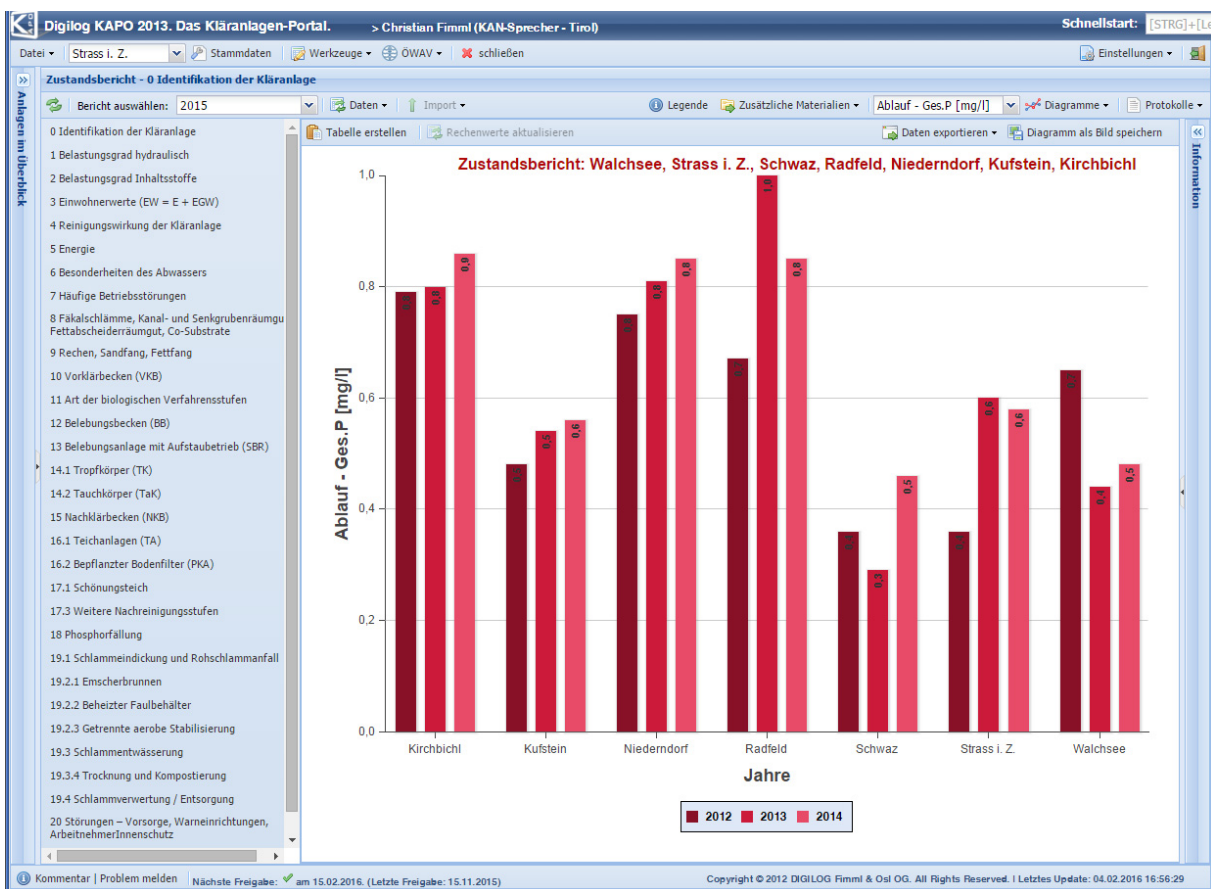 Digilog KAPO 2013. Das Kläranlagen-Portal. > Christian Fimml (KAN-Sprecher - Tirol) Schnellstart: [STRG]+[Le
Datei Strass i. Z. Stammdaten Werkzeuge ÖWAV schließen Einstellungen
Anlagen im Überblick
Zustandsbericht - 0 Identifikation der Kläranlage
Bericht auswählen: 2015 Daten Import Legende Zusätzliche Materialien Ablauf - Ges.P [mg/l] Diagramme Protokolle
Tabelle erstellen Rechenwerte aktualisieren Daten exportieren Diagramm als Bild speichern
Information
0 Identifikation der Kläranlage
1 Belastungsgrad hydraulisch
2 Belastungsgrad Inhaltsstoffe
3 Einwohnerwerte (EW = E + EGW)
4 Reinigungswirkung der Kläranlage
5 Energie
6 Besonderheiten des Abwassers
7 Häufige Betriebsstörungen
8 Fäkalschlämme, Kanal- und Senkgrubenräumgu
Fettabscheiderräumgut, Co-Substrate
9 Rechen, Sandfang, Fettfang
10 Vorklärbecken (VKB)
11 Art der biologischen Verfahrensstufen
12 Belebungsbecken (BB)
13 Belebungsanlage mit Aufstaubetrieb (SBR)
14.1 Tropfkörper (TK)
14.2 Tauchkörper (TaK)
15 Nachklärbecken (NKB)
16.1 Teichanlagen (TA)
16.2 Bepflanzter Bodenfilter (PKA)
17.1 Schönungsteich
17.3 Weitere Nachreinigungsstufen
18 Phosphorfällung
19.1 Schlammeindickung und Rohschlammanfall
19.2.1 Emscherbrunnen
19.2.2 Beheizter Faulbehälter
19.2.3 Getrennte aerobe Stabilisierung
19.3 Schlammentwässerung
19.3.4 Trocknung und Kompostierung
19.4 Schlammverwertung / Entsorgung
20 Störungen – Vorsorge, Warneinrichtungen,
ArbeitnehmerInnenschutz
Zustandsbericht: Walchsee, Strass i. Z., Schwaz, Radfeld, Niederndorf, Kufstein, Kirchbichl
Ablauf - Ges.P [mg/l]
1,0
0,8
0,6
0,4
0,2
0,0
0,8 0,9
0,5 0,6
0,8 0,8
1,0 0,8
0,3 0,5
0,6 0,6
0,4 0,5
Kirchbichl Kufstein Niederndorf Radfeld Schwaz Strass i. Z. Walchsee
Jahre
2012 2013 2014
Kommentar | Problem melden Nächste Freigabe: am 15.02.2016. (Letzte Freigabe: 15.11.2015) Copyright © 2012 DIGILOG Fimml & Osl OG. All Rights Reserved. I Letztes Update: 04.02.2016 16:56:29